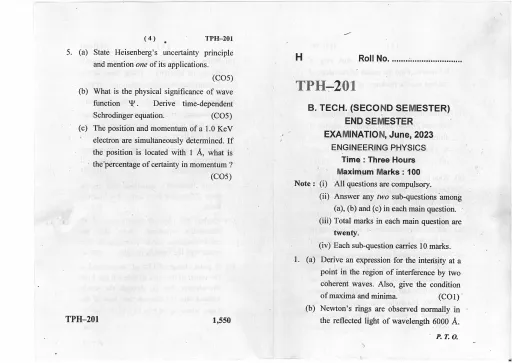 ( 4 ) TPH–201
5. (a) State Heisenberg's uncertainty principle
and mention one of its applications.
(CO5)
(b) What is the physical significance of wave
function Ψ. Derive time-dependent
Schrodinger equation. (CO5)
(c) The position and momentum of a 1.0 KeV
electron are simultaneously determined. If
the position is located with 1 Å, what is
the percentage of certainty in momentum ?
(CO5)
TPH–201 1,550
H Roll No. ..............................
TPH–201
B. TECH. (SECOND SEMESTER)
END SEMESTER
EXAMINATION, June, 2023
ENGINEERING PHYSICS
Time : Three Hours
Maximum Marks : 100
Note : (i) All questions are compulsory.
(ii) Answer any two sub-questions among
(a), (b) and (c) in each main question.
(iii) Total marks in each main question are
twenty.
(iv) Each sub-question carries 10 marks.
1. (a) Derive an expression for the intensity at a
point in the region of interference by two
coherent waves. Also, give the condition
of maxima and minima. (CO1)
(b) Newton's rings are observed normally in
the reflected light of wavelength 6000 Å.
P. T. O.